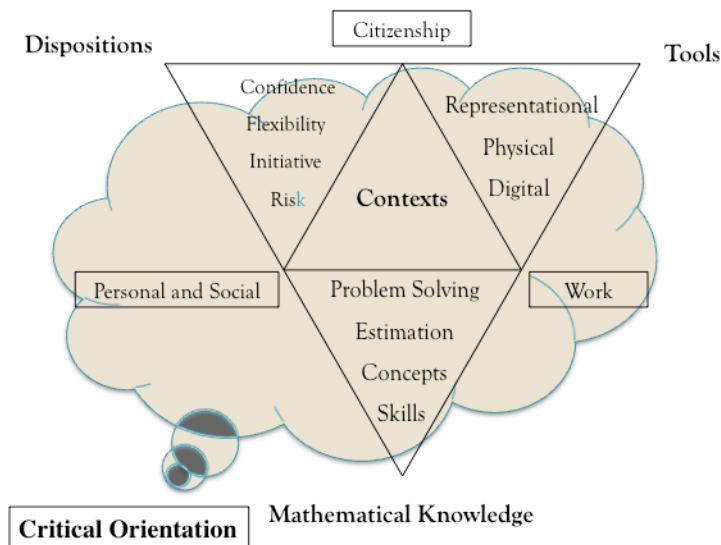 Citizenship
Dispositions
Tools
Confidence
Flexibility
Initiative
Risk
Representational
Physical
Digital
Contexts
Personal and Social
Work
Problem Solving
Estimation
Concepts
Skills
Critical Orientation
Mathematical Knowledge